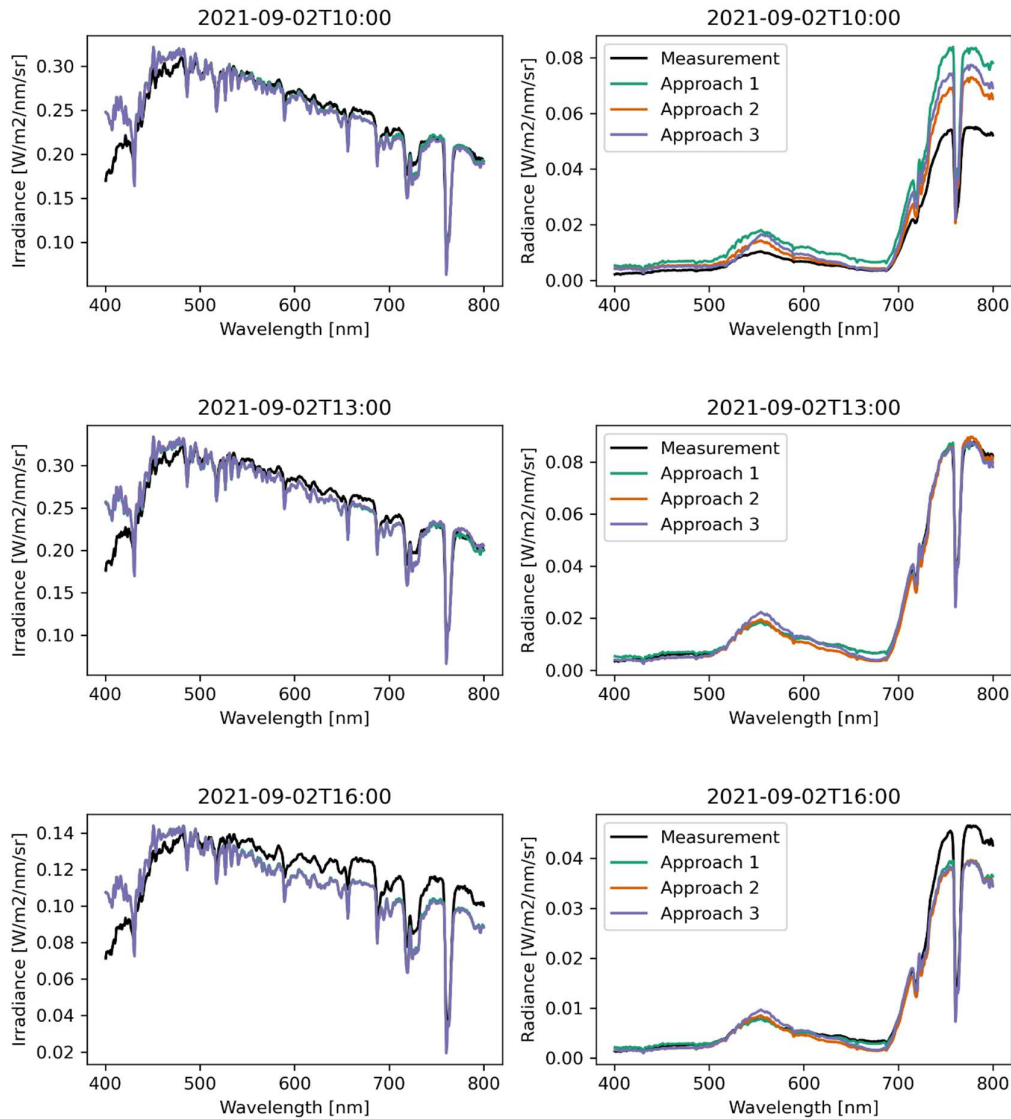 2021-09-02T10:00
Irradiance [W/m2/nm/sr]
0.30
0.25
0.20
0.15
0.10
400 500 600 700 800
Wavelength [nm]
2021-09-02T10:00
Radiance [W/m2/nm/sr]
0.08
0.06
0.04
0.02
0.00
Measurement
Approach 1
Approach 2
Approach 3
400 500 600 700 800
Wavelength [nm]
2021-09-02T13:00
Irradiance [W/m2/nm/sr]
0.30
0.25
0.20
0.15
0.10
400 500 600 700 800
Wavelength [nm]
2021-09-02T13:00
Radiance [W/m2/nm/sr]
0.08
0.06
0.04
0.02
0.00
Measurement
Approach 1
Approach 2
Approach 3
400 500 600 700 800
Wavelength [nm]
2021-09-02T16:00
Irradiance [W/m2/nm/sr]
0.14
0.12
0.10
0.08
0.06
0.04
0.02
400 500 600 700 800
Wavelength [nm]
2021-09-02T16:00
Radiance [W/m2/nm/sr]
0.04
0.03
0.02
0.01
0.00
Measurement
Approach 1
Approach 2
Approach 3
400 500 600 700 800
Wavelength [nm]